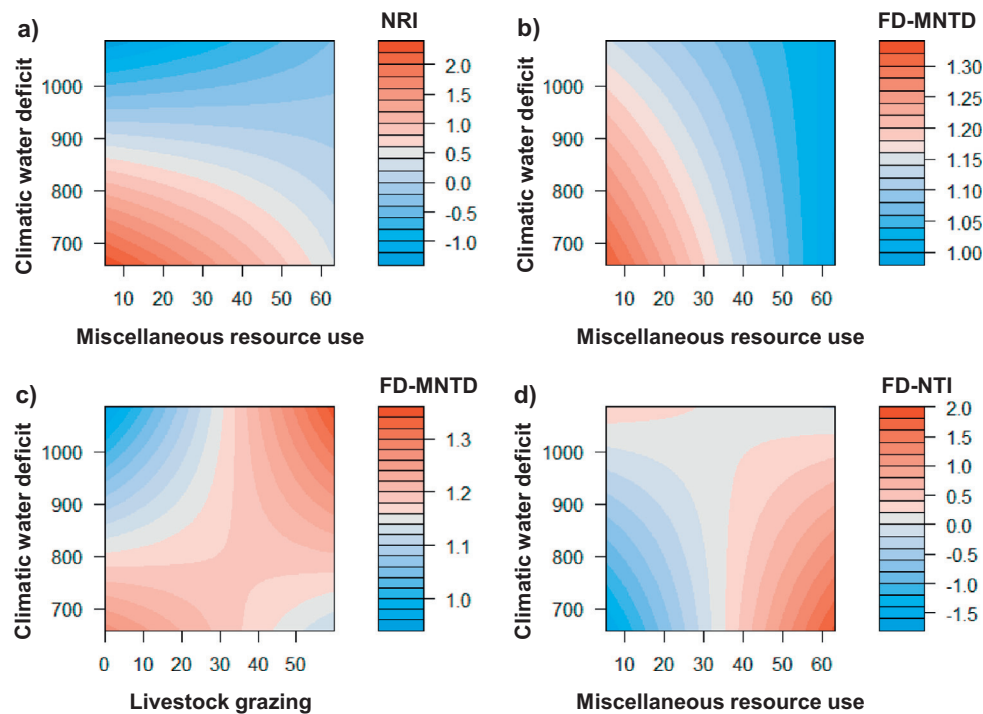 a)
NRI
Climatic water deficit
1000
900
800
700
10 20 30 40 50 60
Miscellaneous resource use
2.0
1.5
1.0
0.5
0.0
-0.5
-1.0
b)
FD-MNTD
Climatic water deficit
1000
900
800
700
10 20 30 40 50 60
Miscellaneous resource use
1.30
1.25
1.20
1.15
1.10
1.05
1.00
c)
FD-MNTD
Climatic water deficit
1000
900
800
700
0 10 20 30 40 50
Livestock grazing
1.3
1.2
1.1
1.0
d)
FD-NTI
Climatic water deficit
1000
900
800
700
10 20 30 40 50 60
Miscellaneous resource use
2.0
1.5
1.0
0.5
0.0
-0.5
-1.0
-1.5